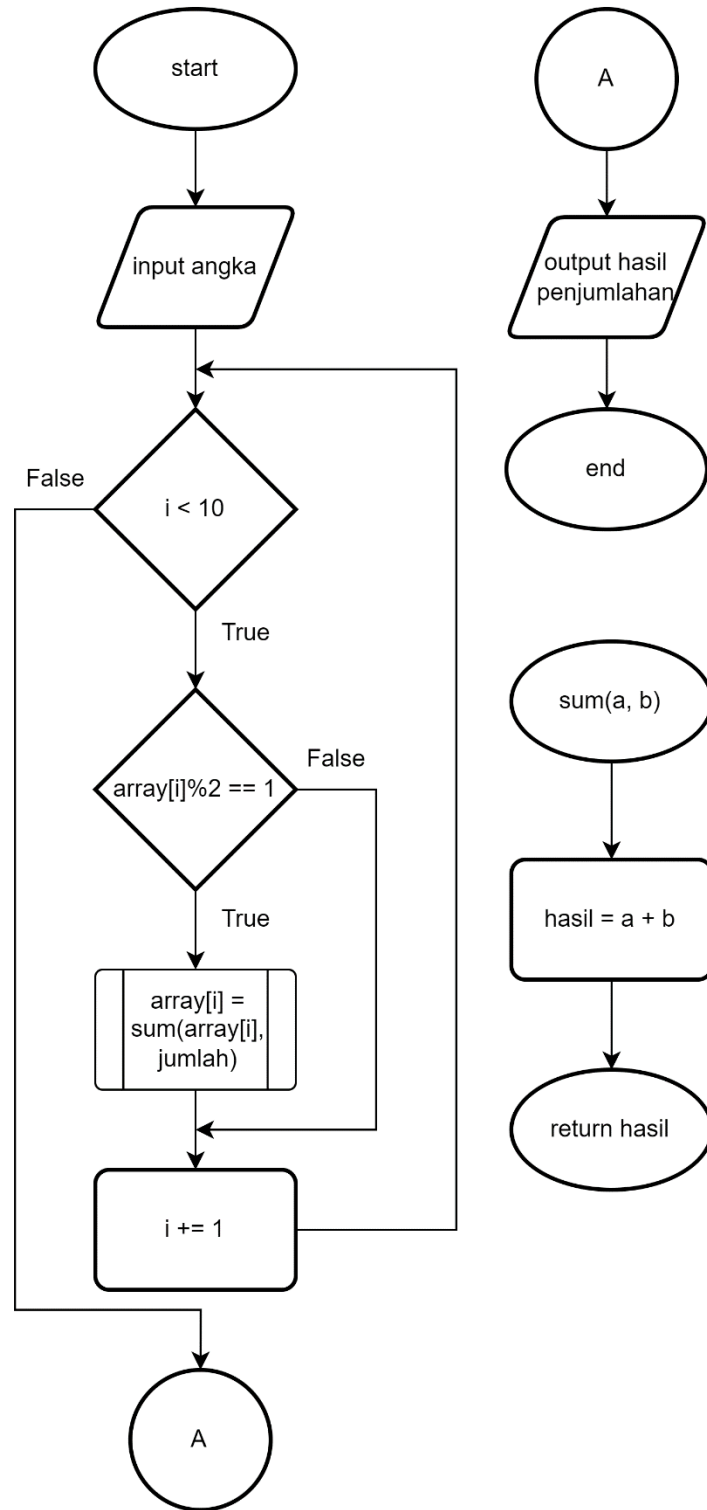 start
input angka
i < 10
False
True
array[i]%2 == 1
False
True
array[i] =
sum(array[i],
jumlah)
i += 1
A
A
output hasil
penjumlahan
end
sum(a, b)
hasil = a + b
return hasil